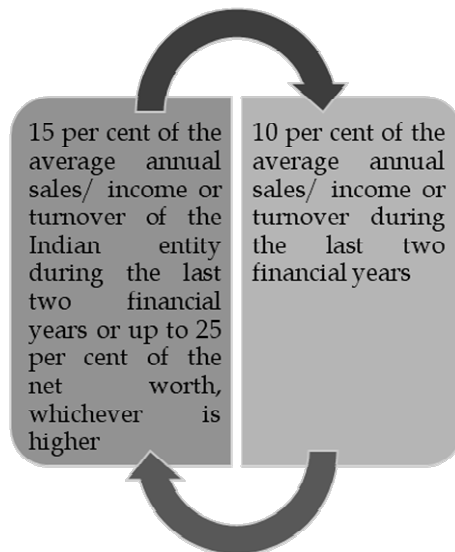 15 per cent of the
average annual
sales/ income or
turnover of the
Indian entity
during the last
two financial
years or up to 25
per cent of the
net worth,
whichever is
higher
10 per cent of the
average annual
sales/ income or
turnover during
the last two
financial years